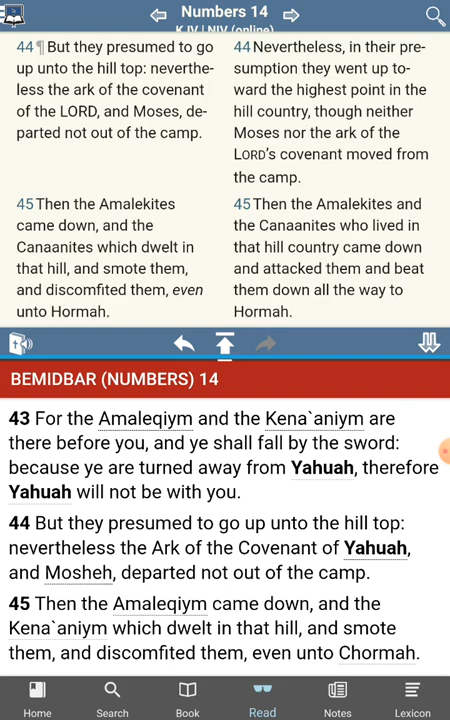 Numbers 14
KJV | NIV (online)
44 ¶ But they presumed to go
up unto the hill top: neverthe-
less the ark of the covenant
of the LORD, and Moses, de-
parted not out of the camp.
45 Then the Amalekites
came down, and the
Canaanites which dwelt in
that hill, and smote them,
and discomfited them, even
unto Hormah.
44 Nevertheless, in their pre-
sumption they went up to-
ward the highest point in the
hill country, though neither
Moses nor the ark of the
LORD's covenant moved from
the camp.
45 Then the Amalekites and
the Canaanites who lived in
that hill country came down
and attacked them and beat
them down all the way to
Hormah.
BEMIDBAR (NUMBERS) 14
43 For the Amaleqiym and the Kena`aniym are
there before you, and ye shall fall by the sword:
because ye are turned away from Yahuah, therefore
Yahuah will not be with you.
44 But they presumed to go up unto the hill top:
nevertheless the Ark of the Covenant of Yahuah,
and Mosheh, departed not out of the camp.
45 Then the Amaleqiym came down, and the
Kena`aniym which dwelt in that hill, and smote
them, and discomfited them, even unto Chormah.
Home
Search
Book
Read
Notes
Lexicon